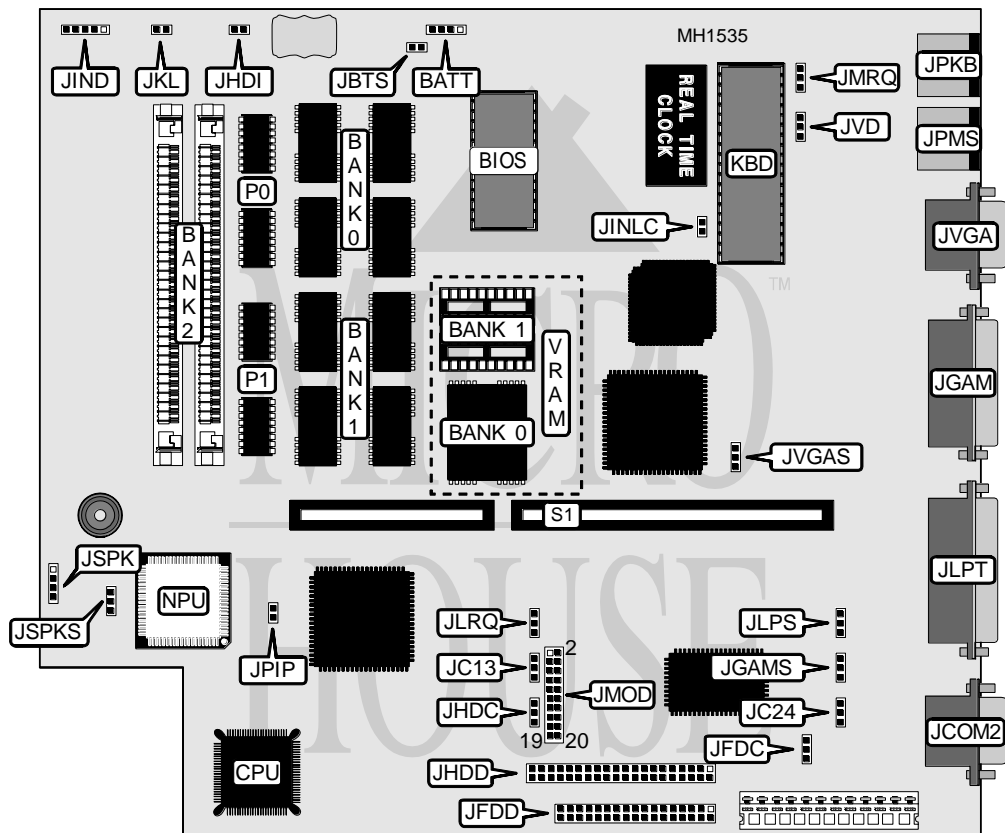 MH1535
JIND
JKL
JHDI
JBTS
BATT
JMRQ
JPKB
JVD
JPMS
REAL TIME
CLOCK
BIOS
KBD
P0
BANK0
BANK2
JINLC
JVGA
TM
MICRO
BANK 1
VRAM
P1
BANK1
BANK 0
JGAM
JVGAS
S1
HOUSE
JSPK
NPU
JSPKS
JPIP
JLRQ
JLPS
JLPT
2
JC13
JGAMS
JMOD
JHDC
JC24
19
20
JFDC
JCOM2
CPU
JHDD
JFDD